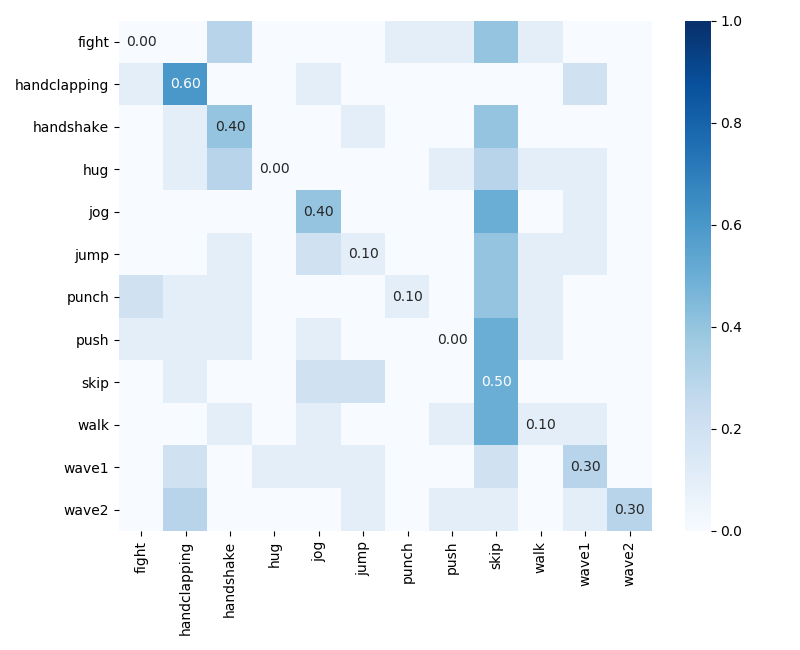 fight 0.00
handclapping 0.60
handshake 0.40
hug 0.00
jog 0.40
jump 0.10
punch 0.10
push 0.00
skip 0.50
walk 0.10
wave1 0.30
wave2 0.30
fight
handclapping
handshake
hug
jog
jump
punch
push
skip
walk
wave1
wave2
1.0
0.8
0.6
0.4
0.2
0.0